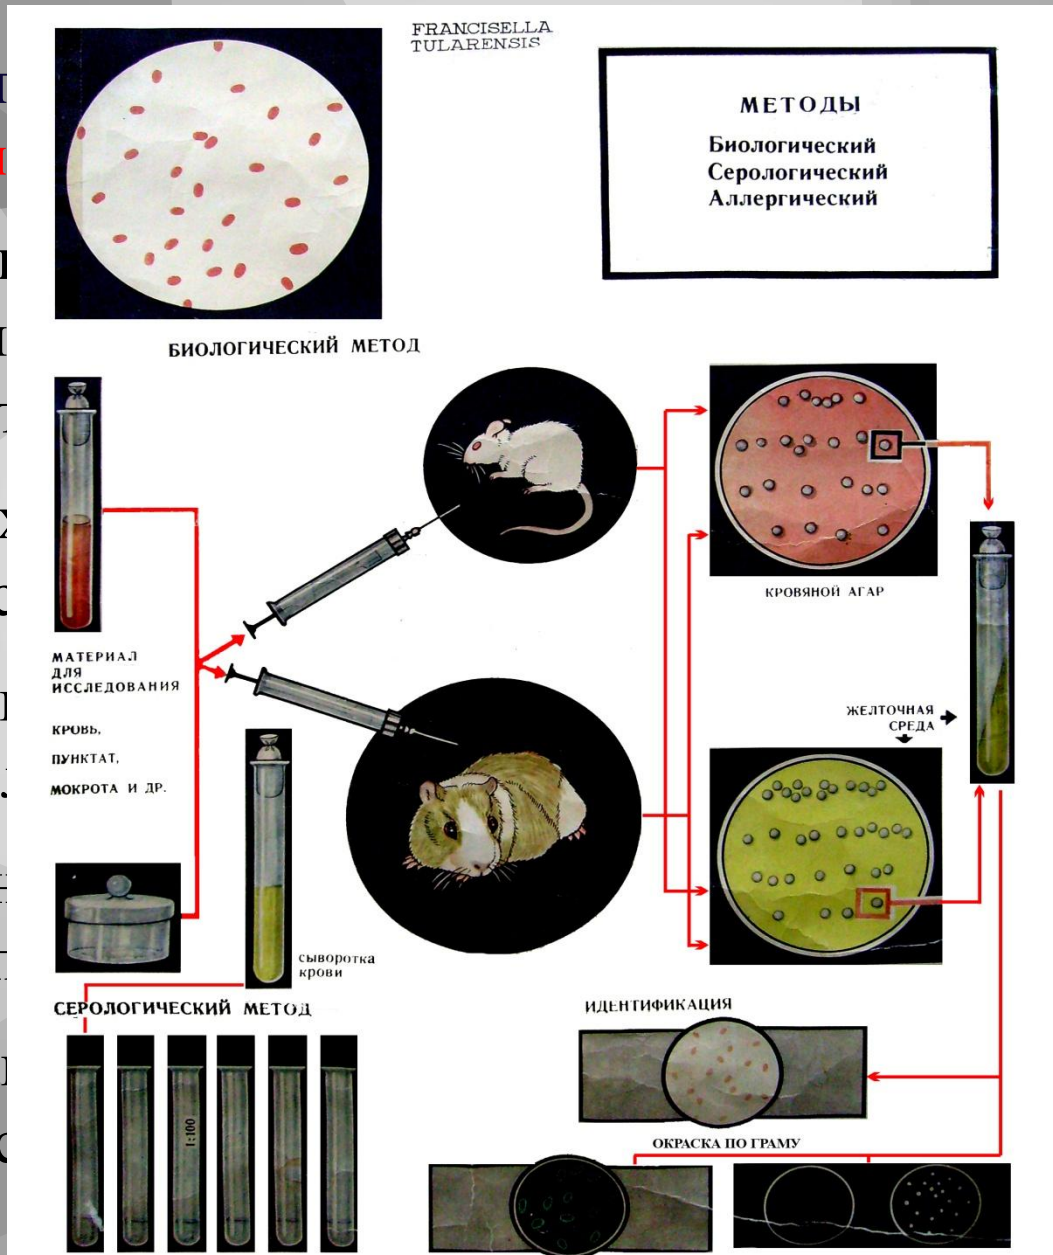 FRANCISELLA
TULARENSIS
МЕТОДЫ
Биологический
Серологический
Аллергический
БИОЛОГИЧЕСКИЙ МЕТОД
КРОВЯНОЙ АГАР
МАТЕРИАЛ
ДЛЯ
ИССЛЕДОВАНИЯ
КРОВЬ,
ПУНКТАТ,
МОКРОТА И ДР.
ЖЕЛТОЧНАЯ
СРЕДА
сыворотка
крови
СЕРОЛОГИЧЕСКИЙ МЕТОД
1:100
ИДЕНТИФИКАЦИЯ
ОКРАСКА ПО ГРАМУ